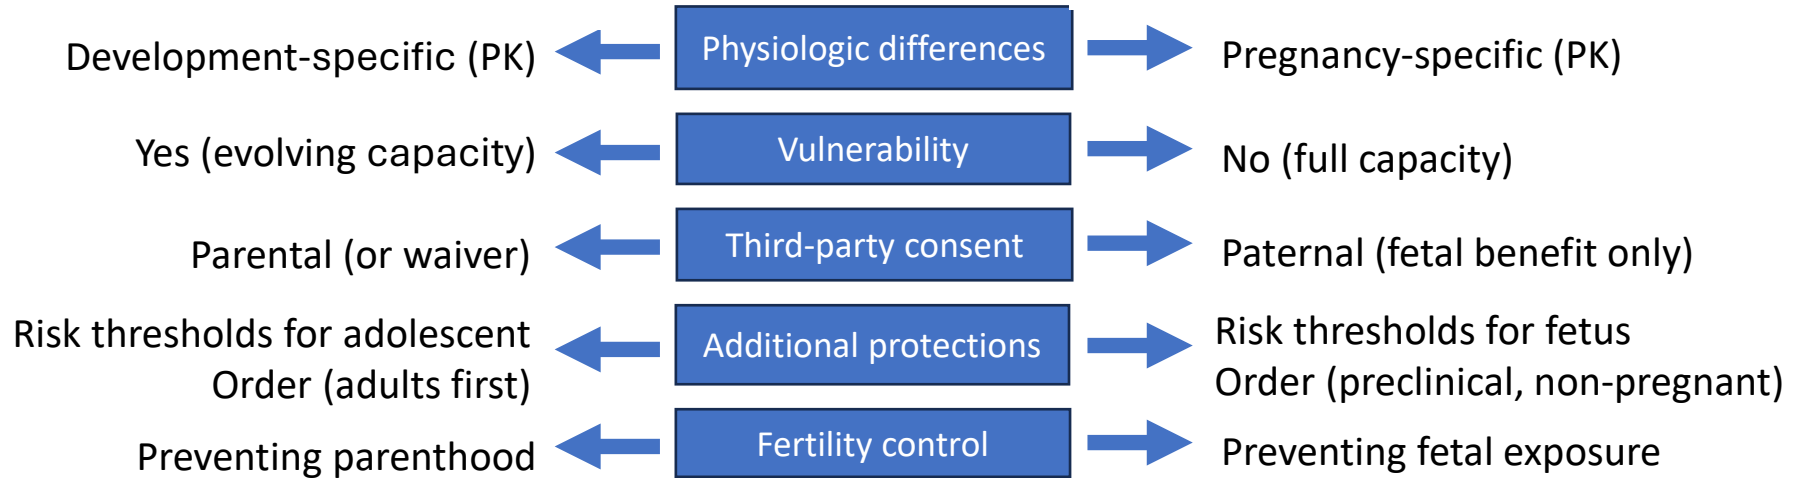 Development-specific (PK)
Physiologic differences
Pregnancy-specific (PK)
Yes (evolving capacity)
Vulnerability
No (full capacity)
Parental (or waiver)
Third-party consent
Paternal (fetal benefit only)
Risk thresholds for adolescent
Order (adults first)
Additional protections
Risk thresholds for fetus
Order (preclinical, non-pregnant)
Preventing parenthood
Fertility control
Preventing fetal exposure